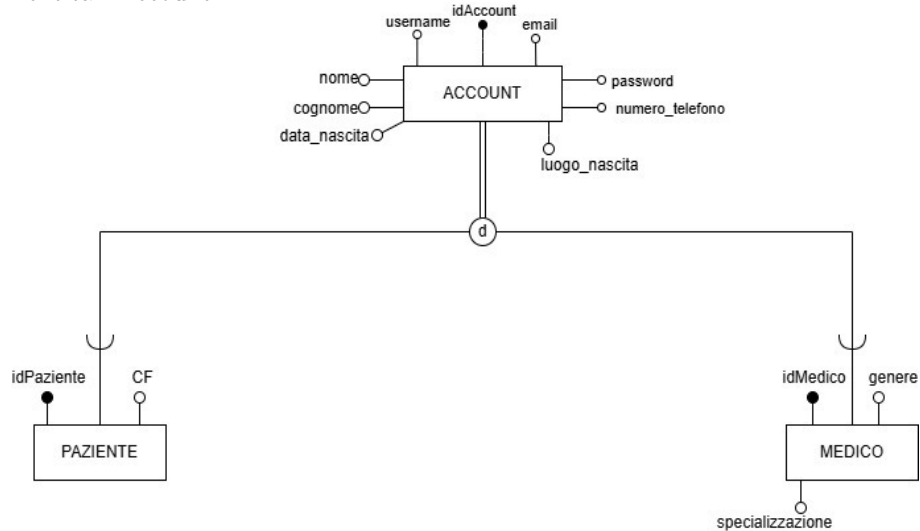 idAccount
username
email
nome
ACCOUNT
password
cognome
numero_telefono
data_nascita
luogo_nascita
d
idPaziente
CF
idMedico
genere
PAZIENTE
MEDICO
specializzazione